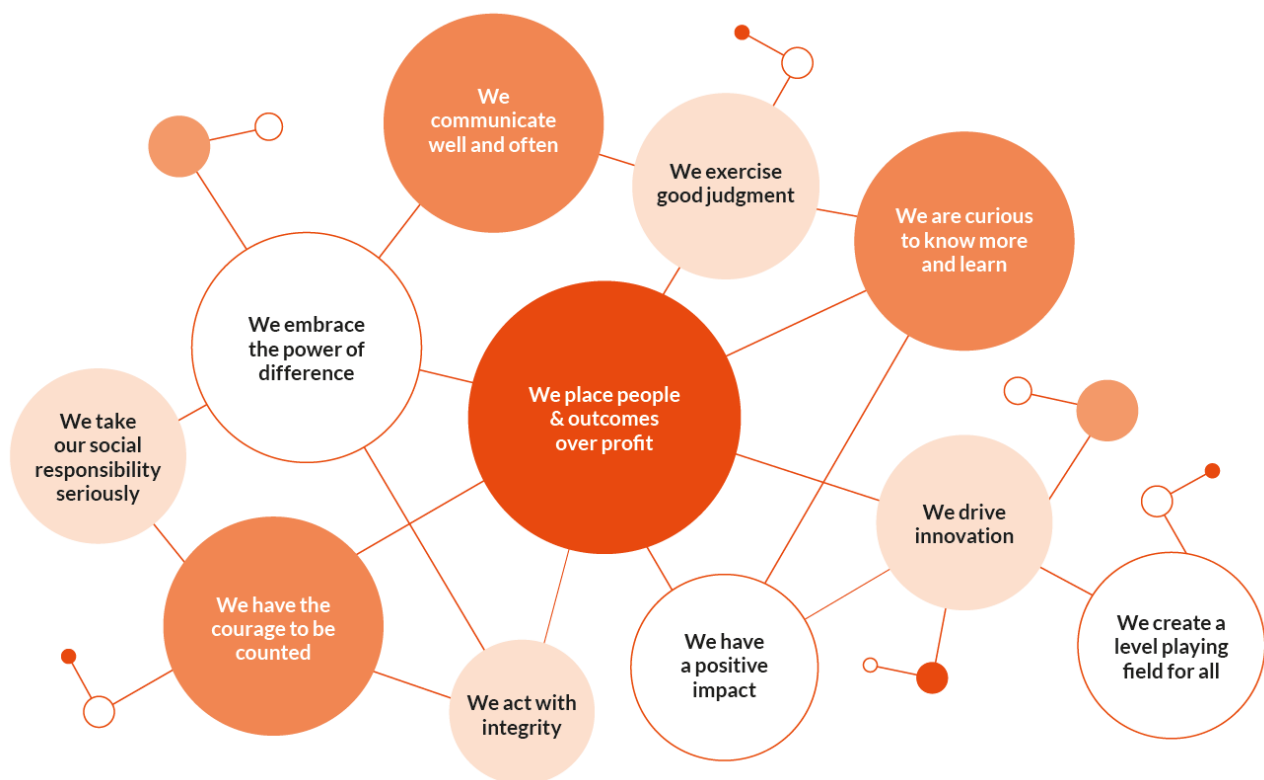 We
communicate
well and often
We exercise
good judgment
We are curious
to know more
and learn
We embrace
the power of
difference
We place people
& outcomes
over profit
We take
our social
responsibility
seriously
We drive
innovation
We have the
courage to be
counted
We have
a positive
impact
We create a
level playing
field for all
We act with
integrity